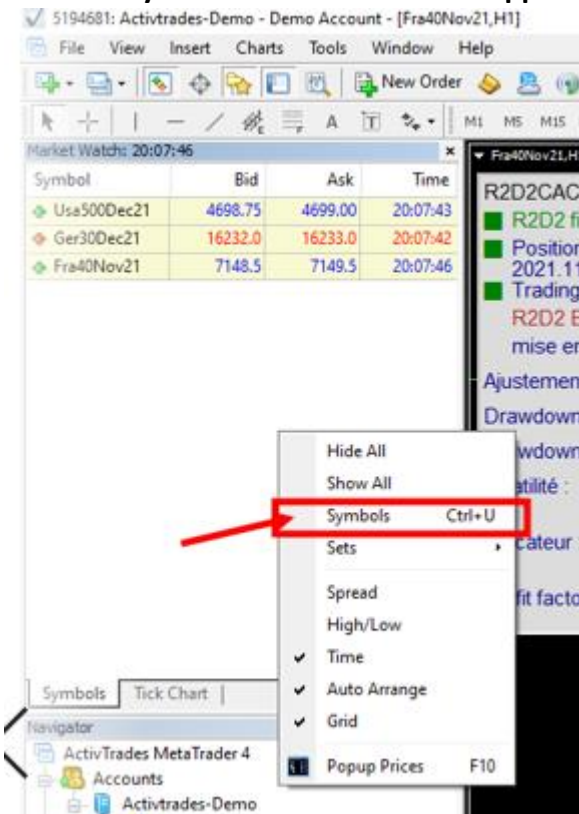 5194681: Activtrades-Demo - Demo Account - [Fra40Nov21,H1]
File View Insert Charts Tools Window Help
New Order
A T M1 M5 M15
Market Watch: 20:07:46
Symbol Bid Ask Time
Usa500Dec21 4698.75 4699.00 20:07:43
Ger30Dec21 16232.0 16233.0 20:07:42
Fra40Nov21 7148.5 7149.5 20:07:46
Fra40Nov21,H
R2D2CAC
R2D2 fi
Position
2021.11
Trading
R2D2 E
mise en
Ajustemen
Drawdown
wdown
atilité :
cateur
fit facto
Hide All
Show All
Symbols Ctrl+U
Sets
Spread
High/Low
Time
Auto Arrange
Grid
Popup Prices F10
Symbols Tick Chart
Navigator
ActivTrades MetaTrader 4
Accounts
Activtrades-Demo